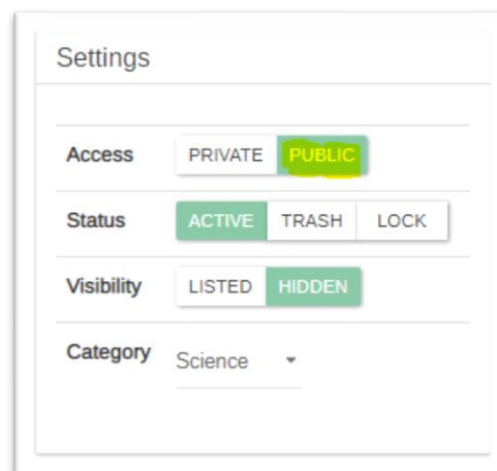 Settings
Access PRIVATE PUBLIC
Status ACTIVE TRASH LOCK
Visibility LISTED HIDDEN
Category Science